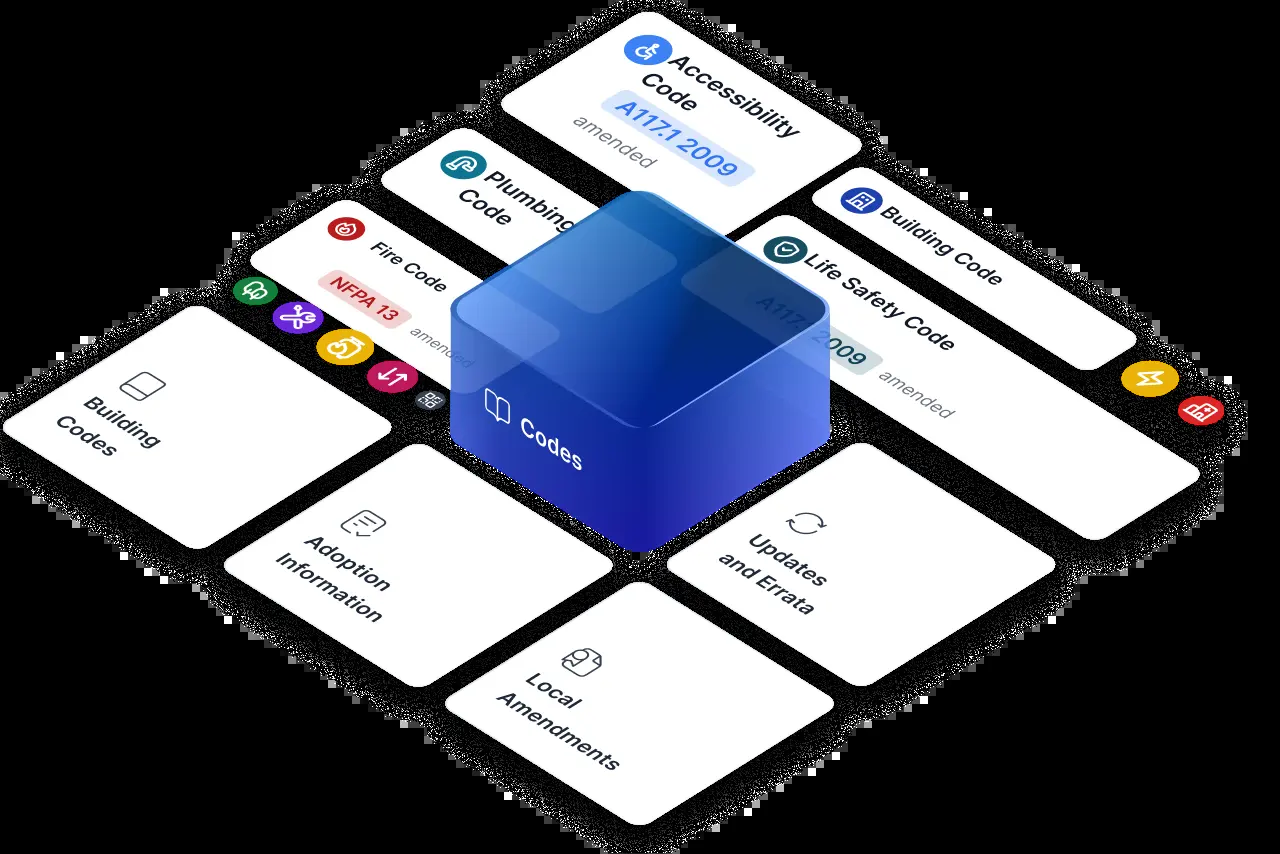 Accessibility
Code
A117.1 2009
amended
Plumbing
Code
Building Code
Fire Code
NFPA 13
amended
Life Safety Code
A117.1 2009
amended
Codes
Building
Codes
Adoption
Information
Updates
and Errata
Local
Amendments